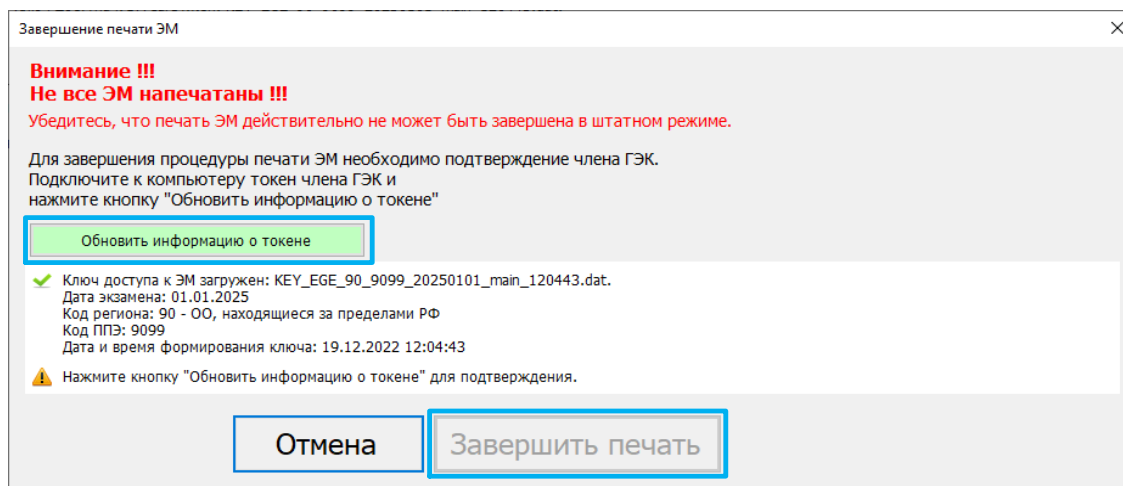 Завершение печати ЭМ
Внимание !!!
Не все ЭМ напечатаны !!!
Убедитесь, что печать ЭМ действительно не может быть завершена в штатном режиме.
Для завершения процедуры печати ЭМ необходимо подтверждение члена ГЭК.
Подключите к компьютеру токен члена ГЭК и
нажмите кнопку "Обновить информацию о токене"
Обновить информацию о токене
Ключ доступа к ЭМ загружен: KEY_EGE_90_9099_20250101_main_120443.dat.
Дата экзамена: 01.01.2025
Код региона: 90 - ОО, находящиеся за пределами РФ
Код ППЭ: 9099
Дата и время формирования ключа: 19.12.2022 12:04:43
Нажмите кнопку "Обновить информацию о токене" для подтверждения.
Отмена
Завершить печать